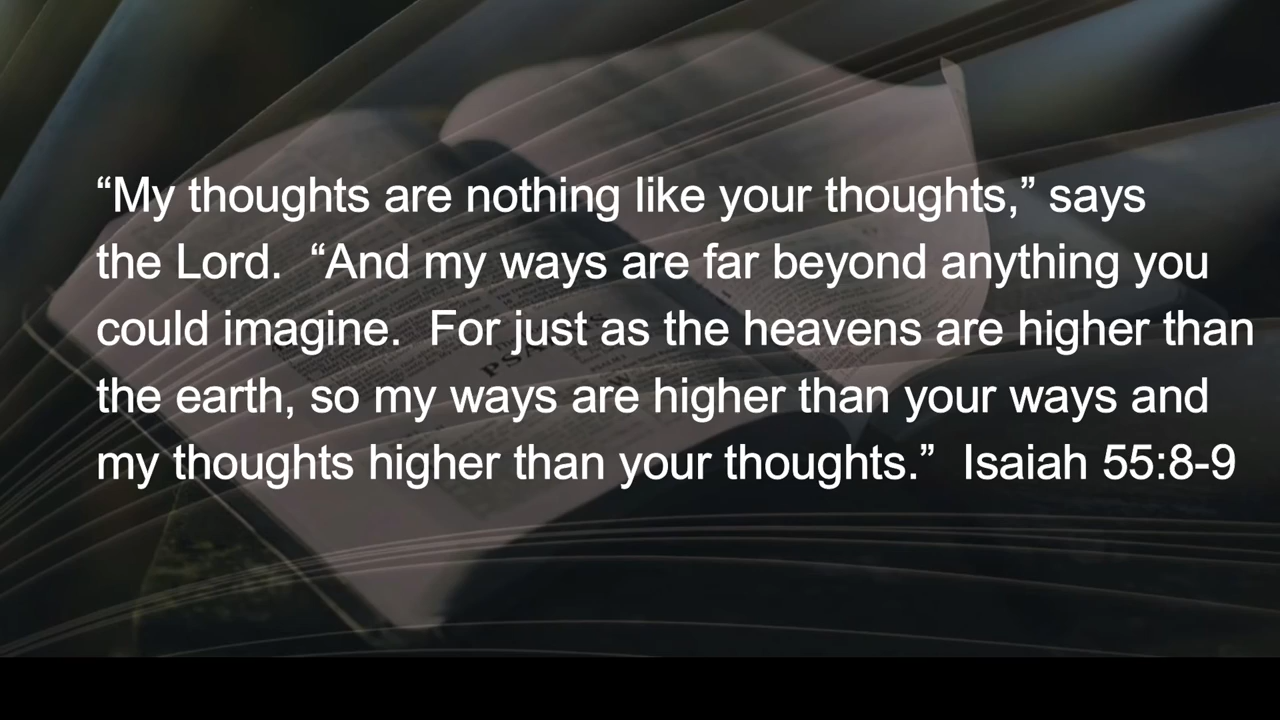 “My thoughts are nothing like your thoughts,” says
the Lord.  “And my ways are far beyond anything you
could imagine.  For just as the heavens are higher than
the earth, so my ways are higher than your ways and
my thoughts higher than your thoughts.”  Isaiah 55:8-9